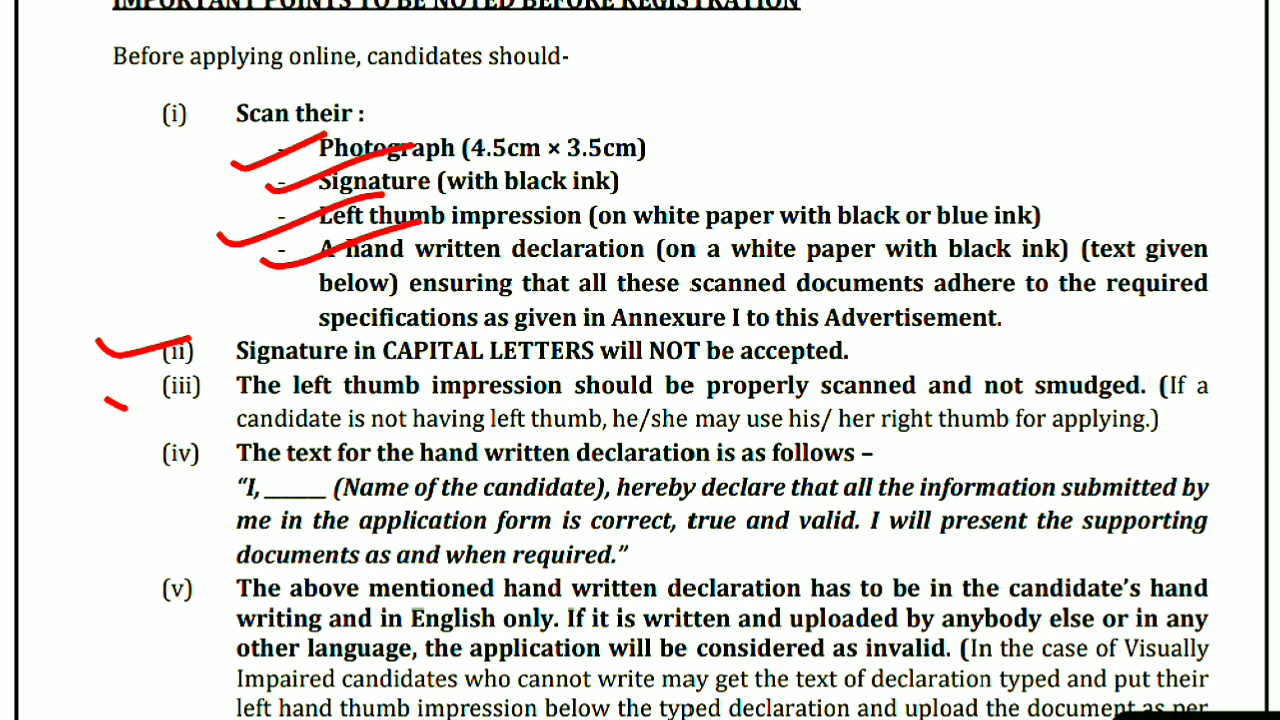 IMPORTANT POINTS TO BE NOTED BEFORE REGISTRATION
Before applying online, candidates should-
(i) Scan their :
- Photograph (4.5cm × 3.5cm)
- Signature (with black ink)
- Left thumb impression (on white paper with black or blue ink)
- A hand written declaration (on a white paper with black ink) (text given
below) ensuring that all these scanned documents adhere to the required
specifications as given in Annexure I to this Advertisement.
(ii) Signature in CAPITAL LETTERS will NOT be accepted.
(iii) The left thumb impression should be properly scanned and not smudged. (If a
candidate is not having left thumb, he/she may use his/ her right thumb for applying.)
(iv) The text for the hand written declaration is as follows –
“I, _____ (Name of the candidate), hereby declare that all the information submitted by
me in the application form is correct, true and valid. I will present the supporting
documents as and when required.”
(v) The above mentioned hand written declaration has to be in the candidate’s hand
writing and in English only. If it is written and uploaded by anybody else or in any
other language, the application will be considered as invalid. (In the case of Visually
Impaired candidates who cannot write may get the text of declaration typed and put their
left hand thumb impression below the typed declaration and upload the document as per